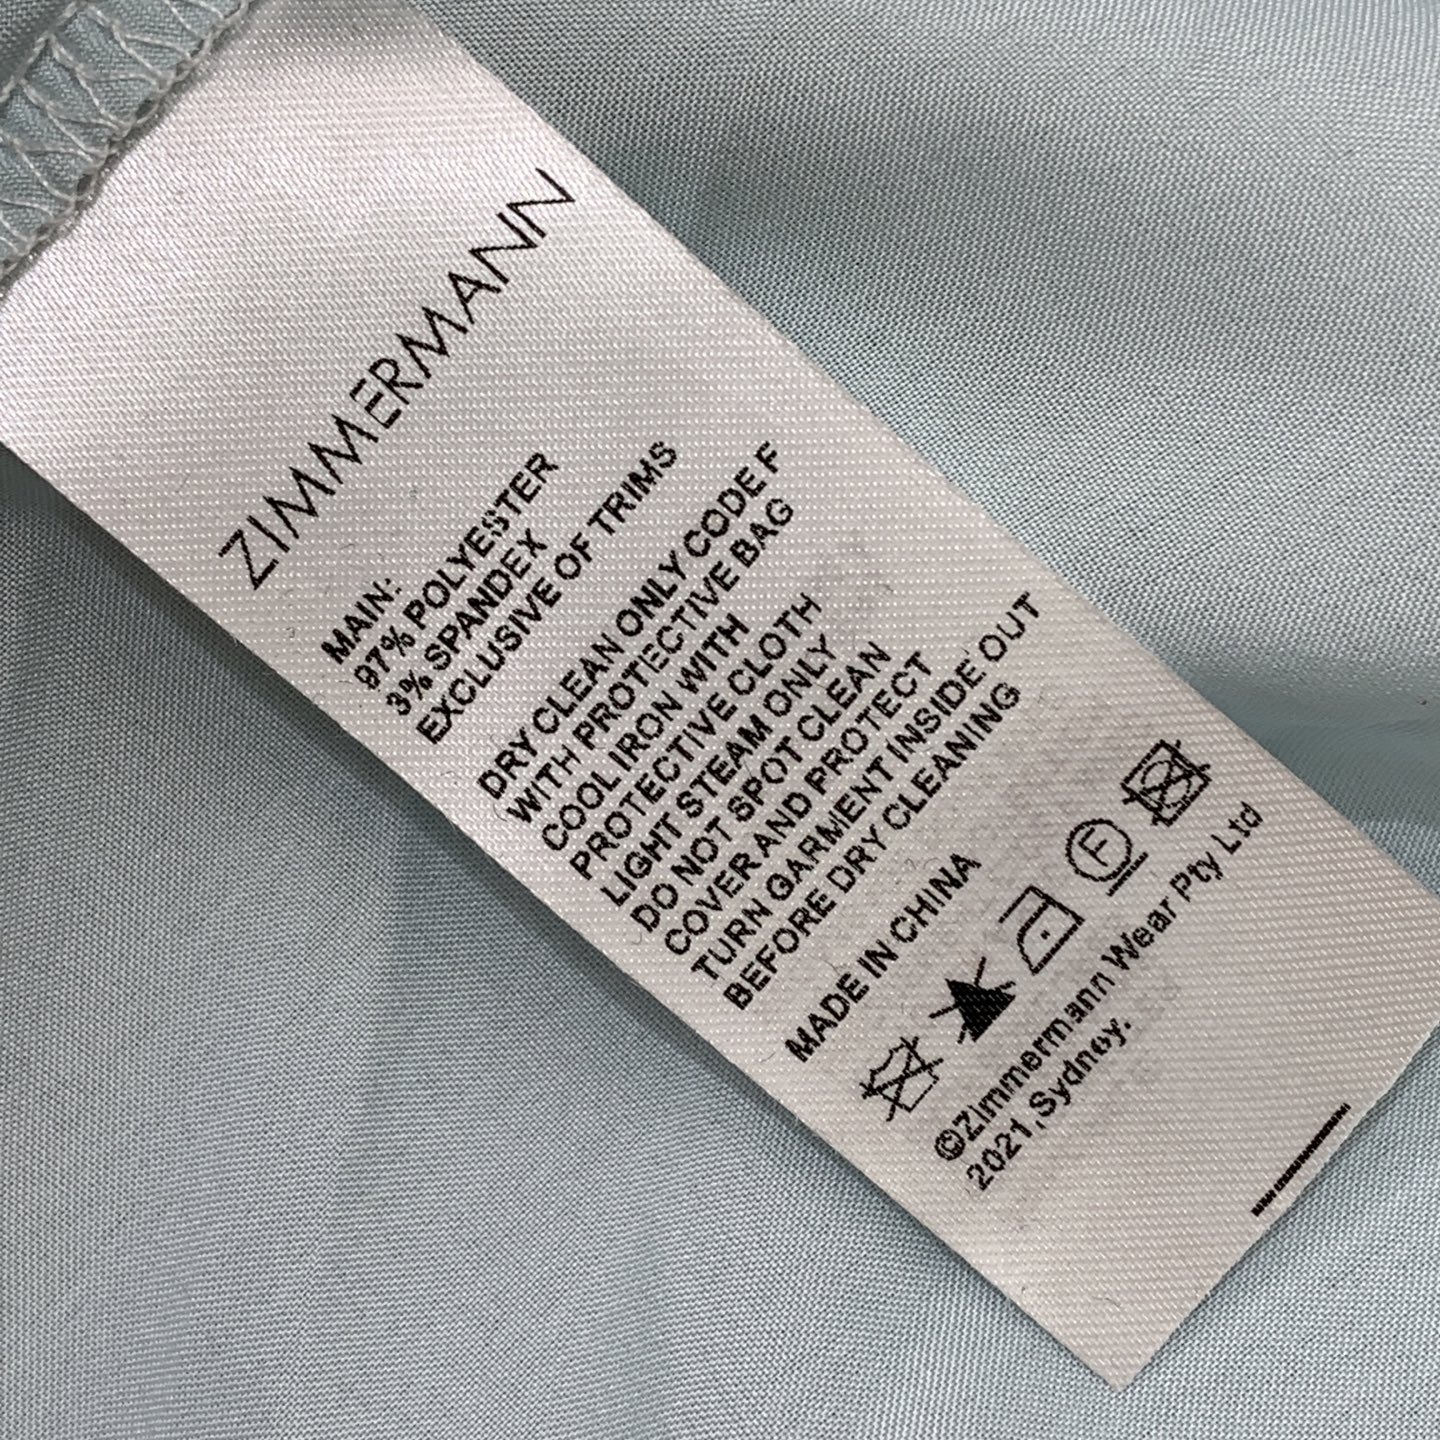 ZIMMERMANN
MAIN:
97% POLYESTER
3% SPANDEX
EXCLUSIVE OF TRIMS
DRY CLEAN ONLY CODE F
WITH PROTECTIVE BAG
COOL IRON WITH
PROTECTIVE CLOTH
LIGHT STEAM ONLY
DO NOT SPOT CLEAN
COVER AND PROTECT
TURN GARMENT INSIDE OUT
BEFORE DRY CLEANING
MADE IN CHINA
F
©Zimmermann Wear Pty Ltd
2021,Sydney.